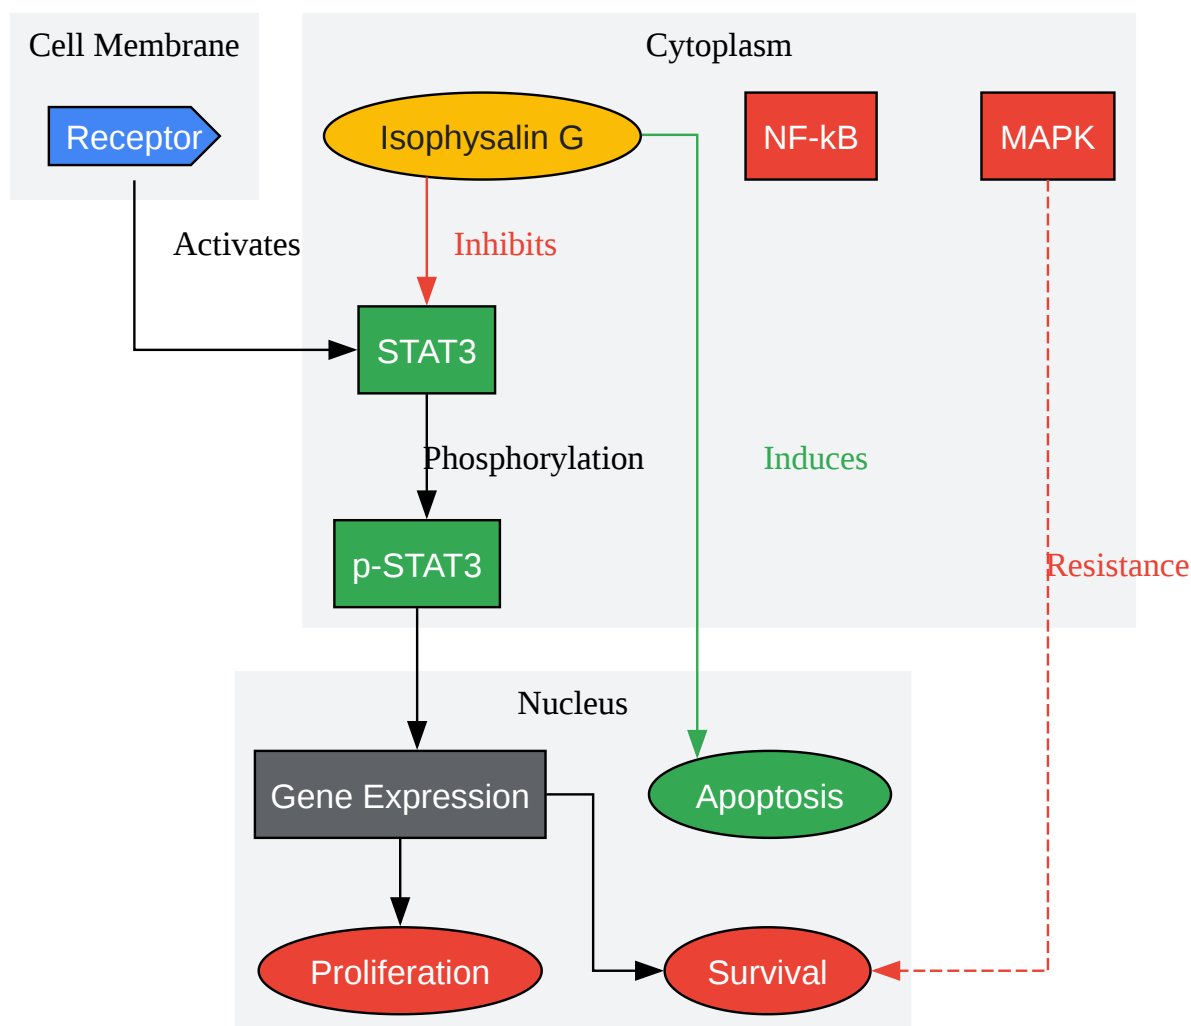 Cell Membrane
Cytoplasm
Receptor
Isophysalin G
NF-kB
MAPK
Activates
Inhibits
STAT3
Phosphorylation
Induces
p-STAT3
Resistance
Nucleus
Gene Expression
Apoptosis
Proliferation
Survival